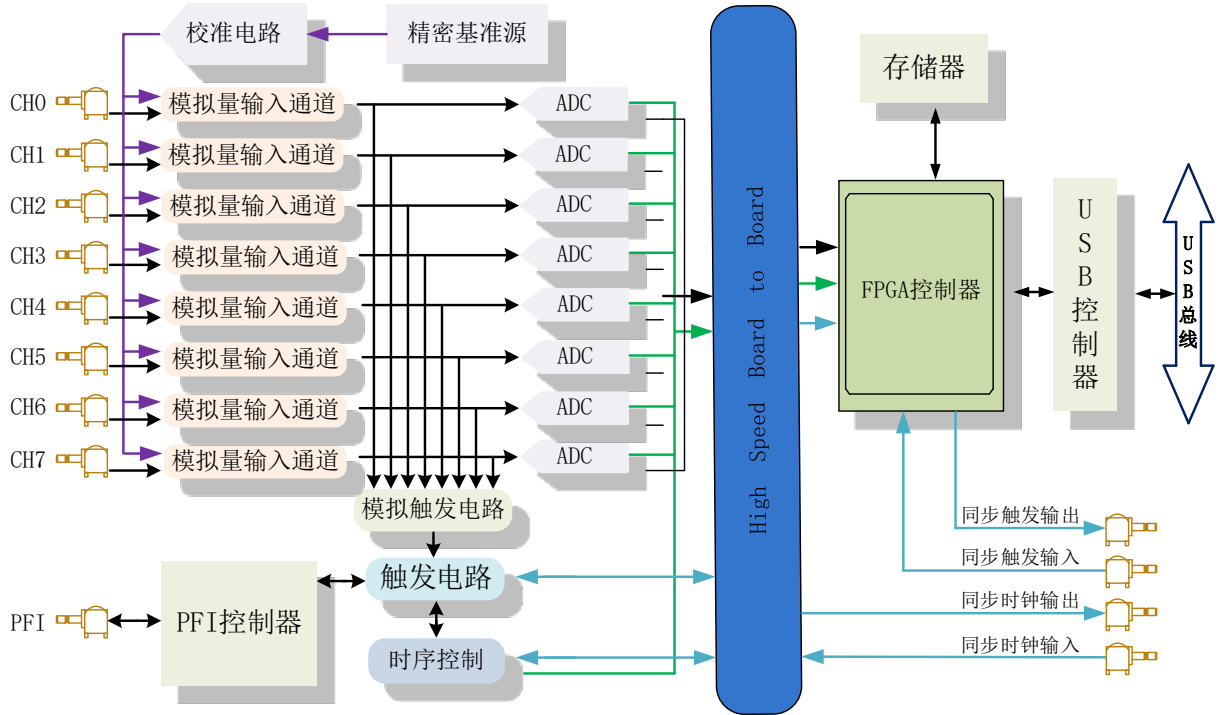 校准电路
精密基准源
CH0
模拟量输入通道
ADC
CH1
模拟量输入通道
ADC
CH2
模拟量输入通道
ADC
CH3
模拟量输入通道
ADC
CH4
模拟量输入通道
ADC
CH5
模拟量输入通道
ADC
CH6
模拟量输入通道
ADC
CH7
模拟量输入通道
ADC
模拟触发电路
触发电路
时序控制
PFI
PFI控制器
High Speed Board to Board
存储器
FPGA控制器
USB控制器
USB总线
同步触发输出
同步触发输入
同步时钟输出
同步时钟输入